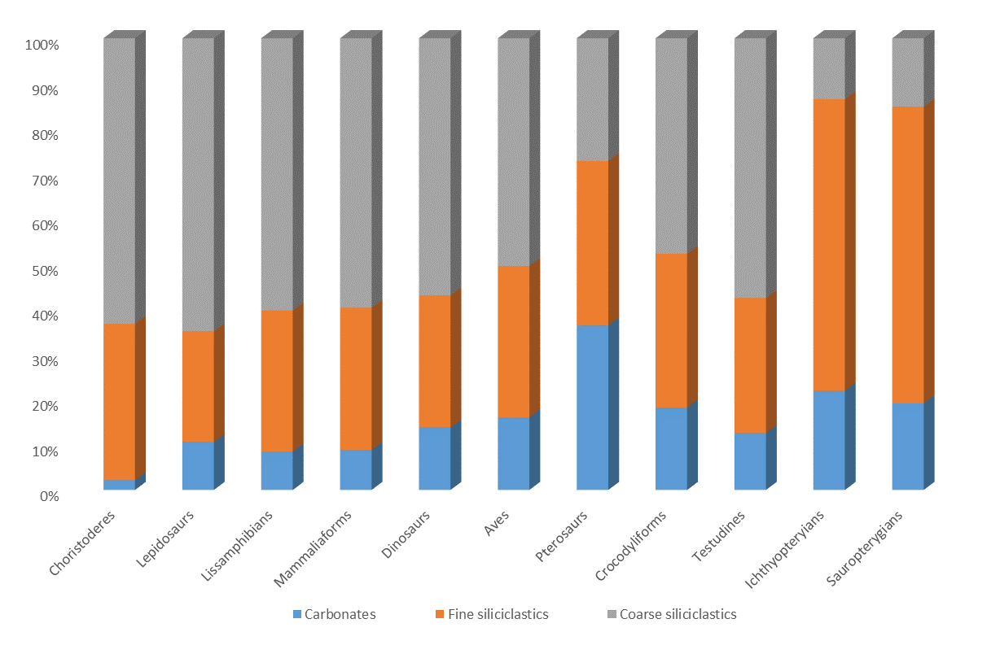 100%
90%
80%
70%
60%
50%
40%
30%
20%
10%
0%
Choristoderes
Lepidosaurs
Lissamphibians
Mammaliaforms
Dinosaurs
Aves
Pterosaurs
Crocodyliforms
Testudines
Ichthyopteryians
Sauropterygians
Carbonates
Fine siliciclastics
Coarse siliciclastics